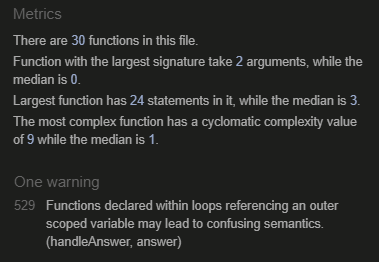 Metrics
There are 30 functions in this file.
Function with the largest signature take 2 arguments, while the
median is 0.
Largest function has 24 statements in it, while the median is 3.
The most complex function has a cyclomatic complexity value
of 9 while the median is 1.
One warning
529 Functions declared within loops referencing an outer
scoped variable may lead to confusing semantics.
(handleAnswer, answer)